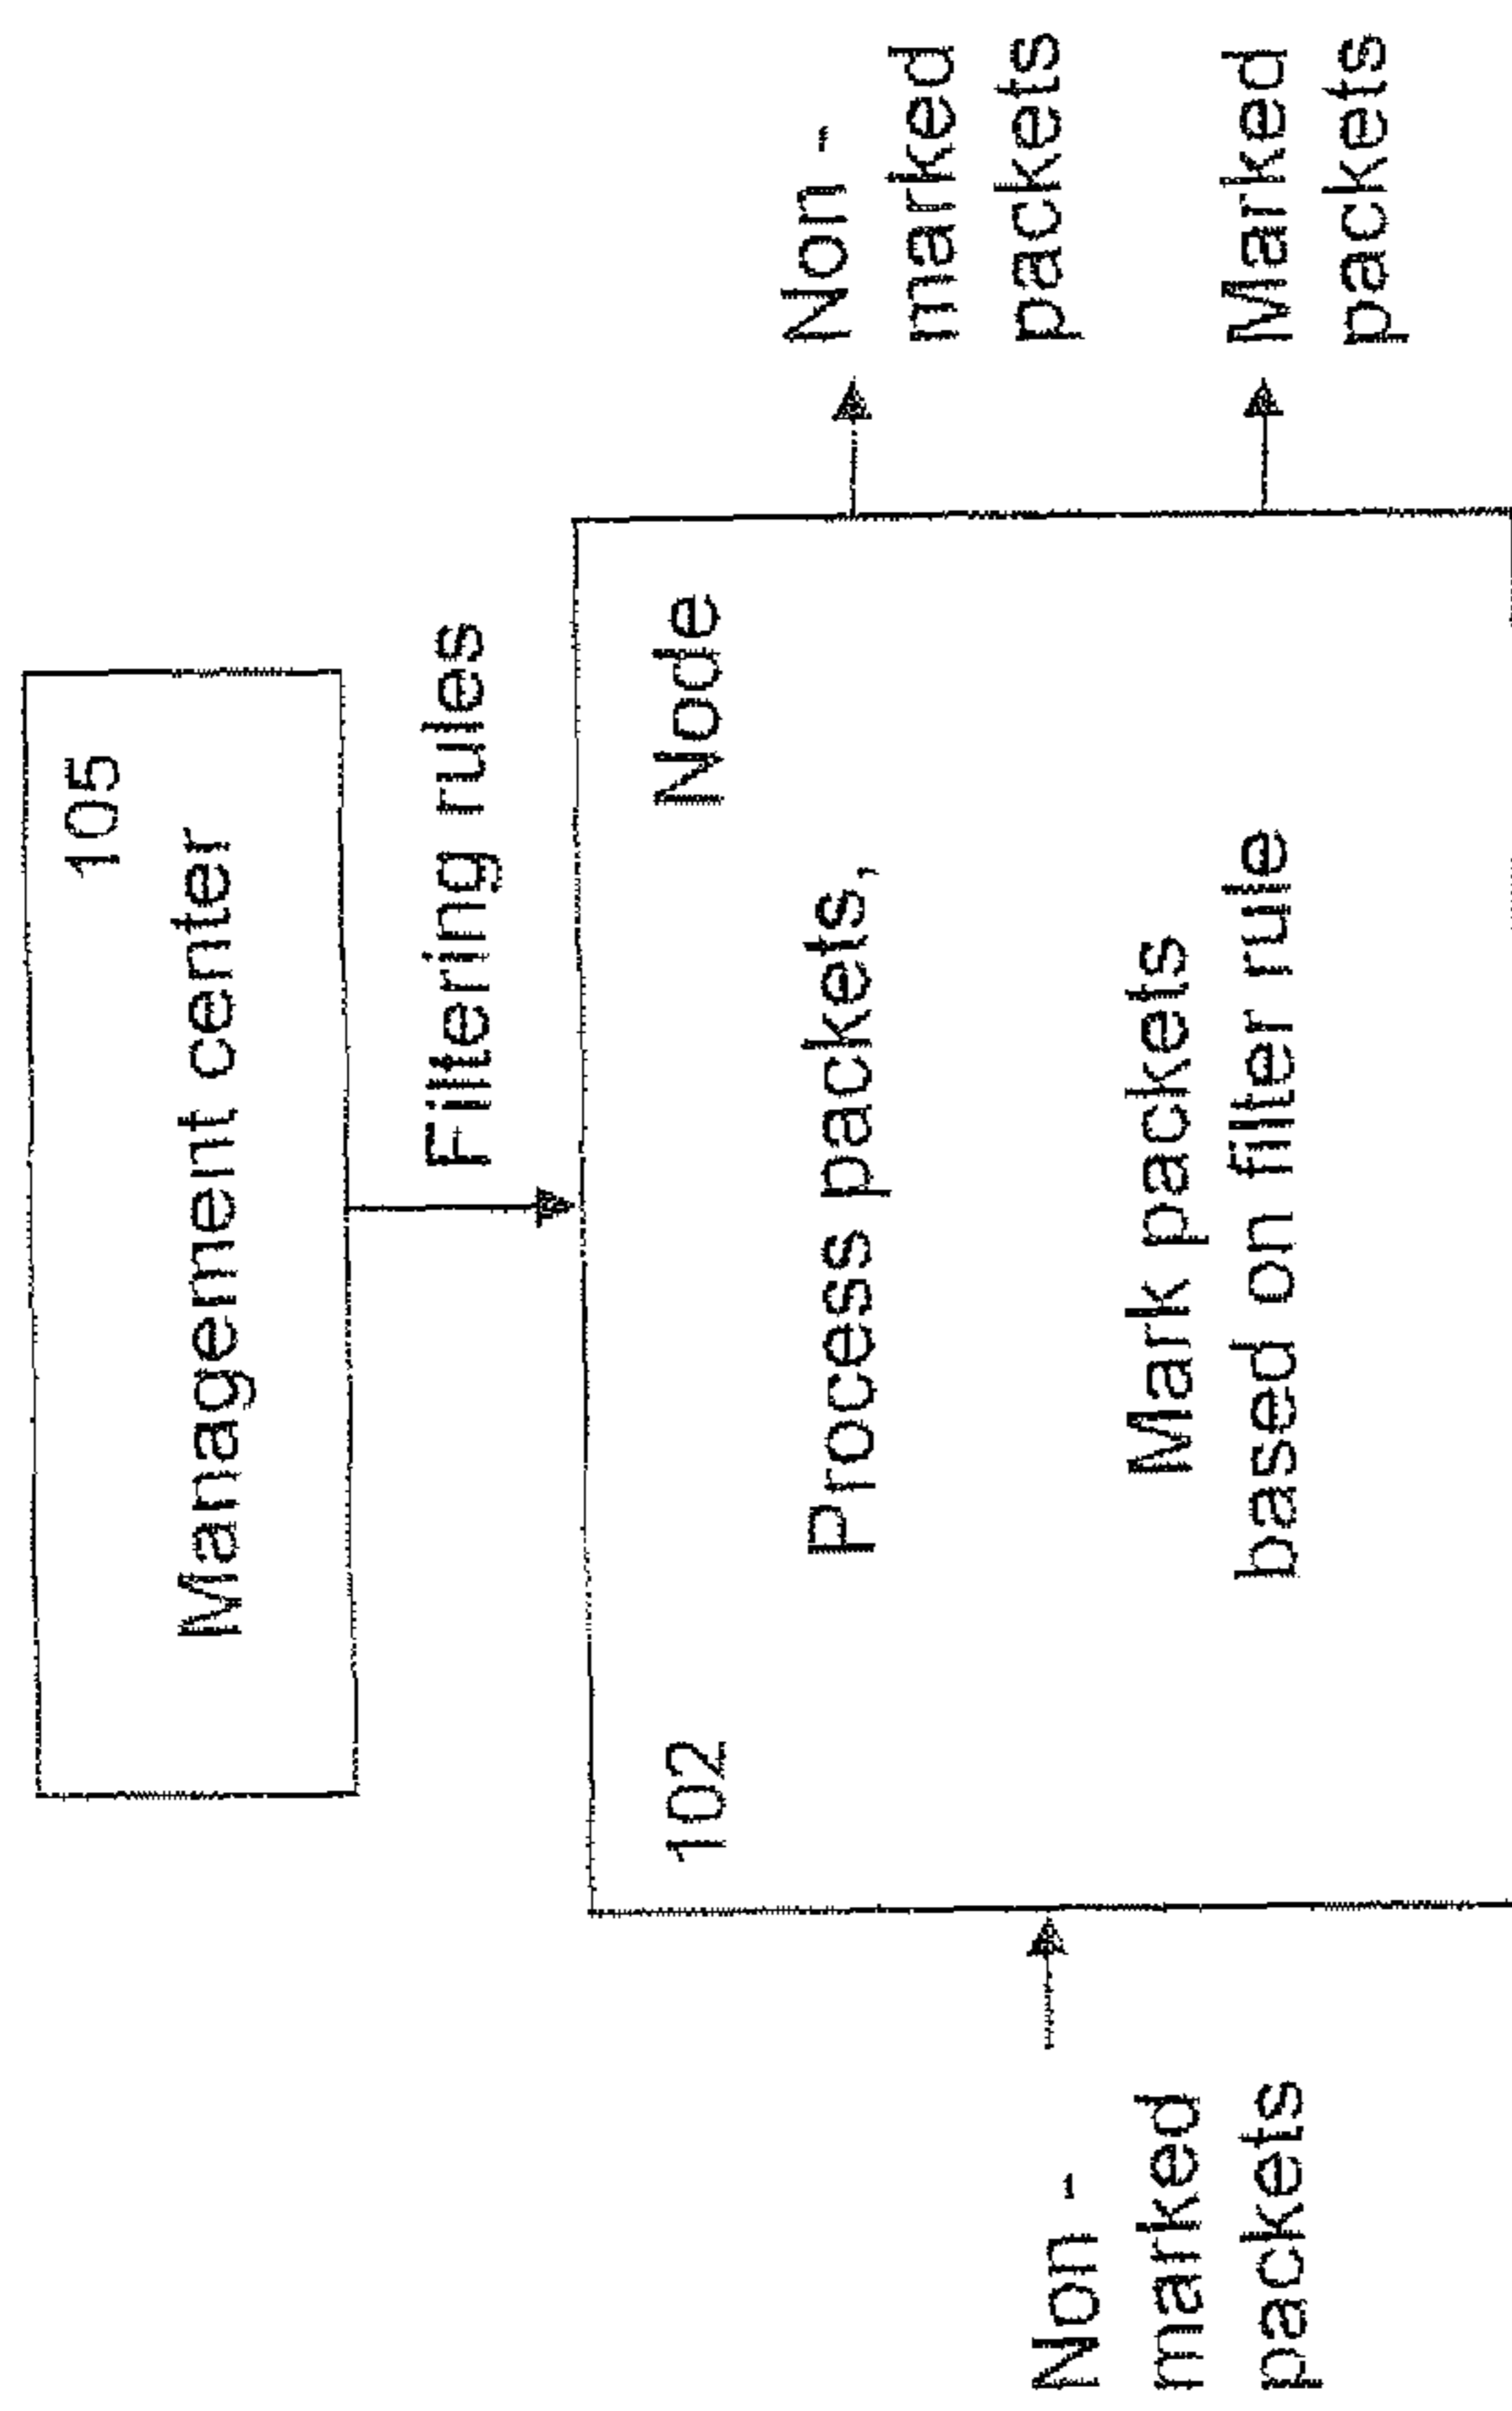 105
Management center
Filtering rules
102
Node
Process packets,
Mark packets
based on filter rule
Non -
marked
packets
Non -
marked
packets
Marked
packets